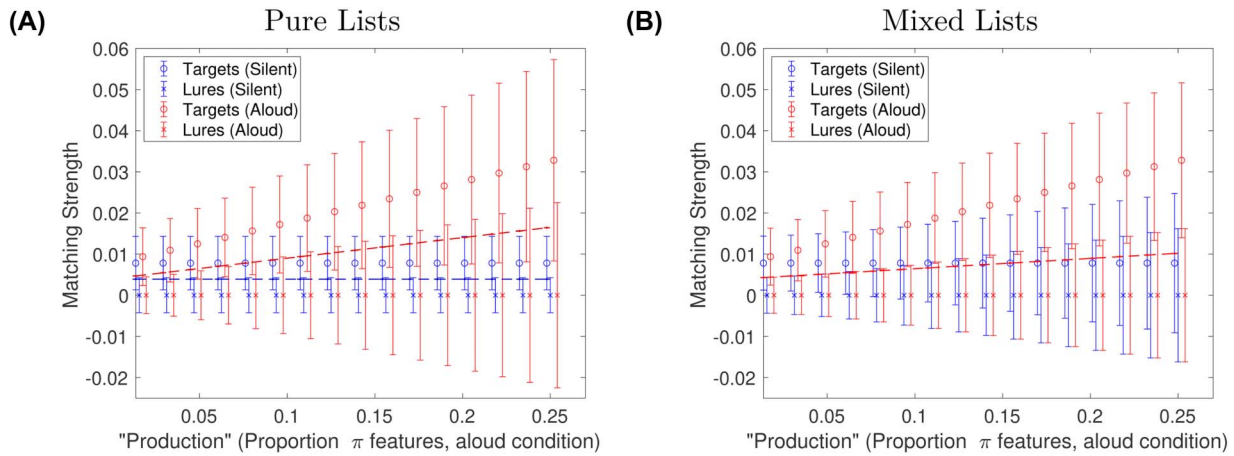 (A)
Pure Lists
0.06
0.05
0.04
0.03
0.02
0.01
0
-0.01
-0.02
Matching Strength
Targets (Silent)
Lures (Silent)
Targets (Aloud)
Lures (Aloud)
0.05
0.1
0.15
0.2
0.25
"Production" (Proportion π features, aloud condition)
(B)
Mixed Lists
0.06
0.05
0.04
0.03
0.02
0.01
0
-0.01
-0.02
Matching Strength
Targets (Silent)
Lures (Silent)
Targets (Aloud)
Lures (Aloud)
0.05
0.1
0.15
0.2
0.25
"Production" (Proportion π features, aloud condition)